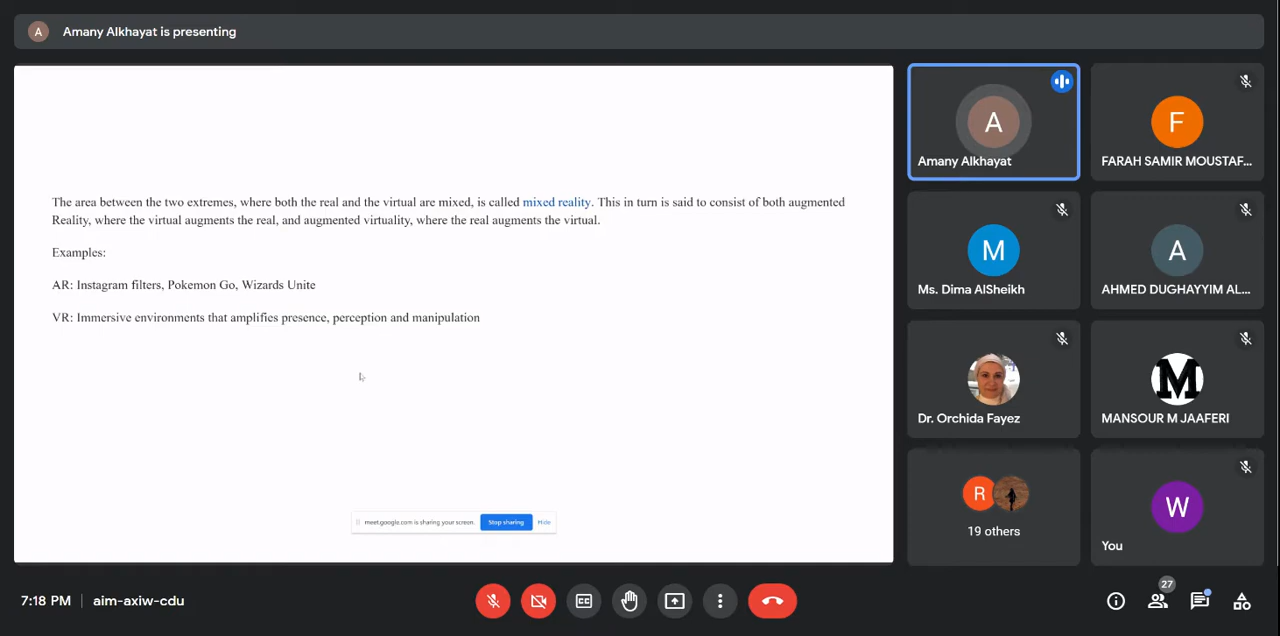 A
Amany Alkhayat is presenting
The area between the two extremes, where both the real and the virtual are mixed, is called mixed reality. This in turn is said to consist of both augmented
Reality, where the virtual augments the real, and augmented virtuality, where the real augments the virtual.
Examples:
AR: Instagram filters, Pokemon Go, Wizards Unite
VR: Immersive environments that amplifies presence, perception and manipulation
meet.google.com is sharing your screen.
Stop sharing
Hide
A
Amany Alkhayat
F
FARAH SAMIR MOUSTAF...
M
Ms. Dima AlSheikh
A
AHMED DUGHAYYIM AL...
Dr. Orchida Fayez
M
MANSOUR M JAAFERI
R
19 others
W
You
7:18 PM | aim-axiw-cdu
27